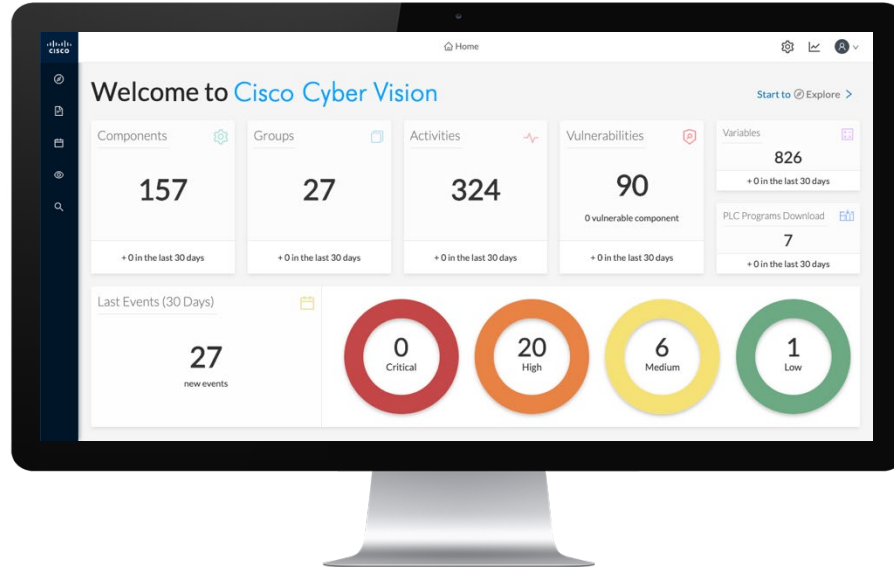 CISCO
Home
Welcome to Cisco Cyber Vision
Start to Explore >
Components
157
+ 0 in the last 30 days
Groups
27
+ 0 in the last 30 days
Activities
324
+ 0 in the last 30 days
Vulnerabilities
90
0 vulnerable component
+ 0 in the last 30 days
Variables
826
+ 0 in the last 30 days
PLC Programs Download
7
+ 0 in the last 30 days
Last Events (30 Days)
27
new events
0
Critical
20
High
6
Medium
1
Low